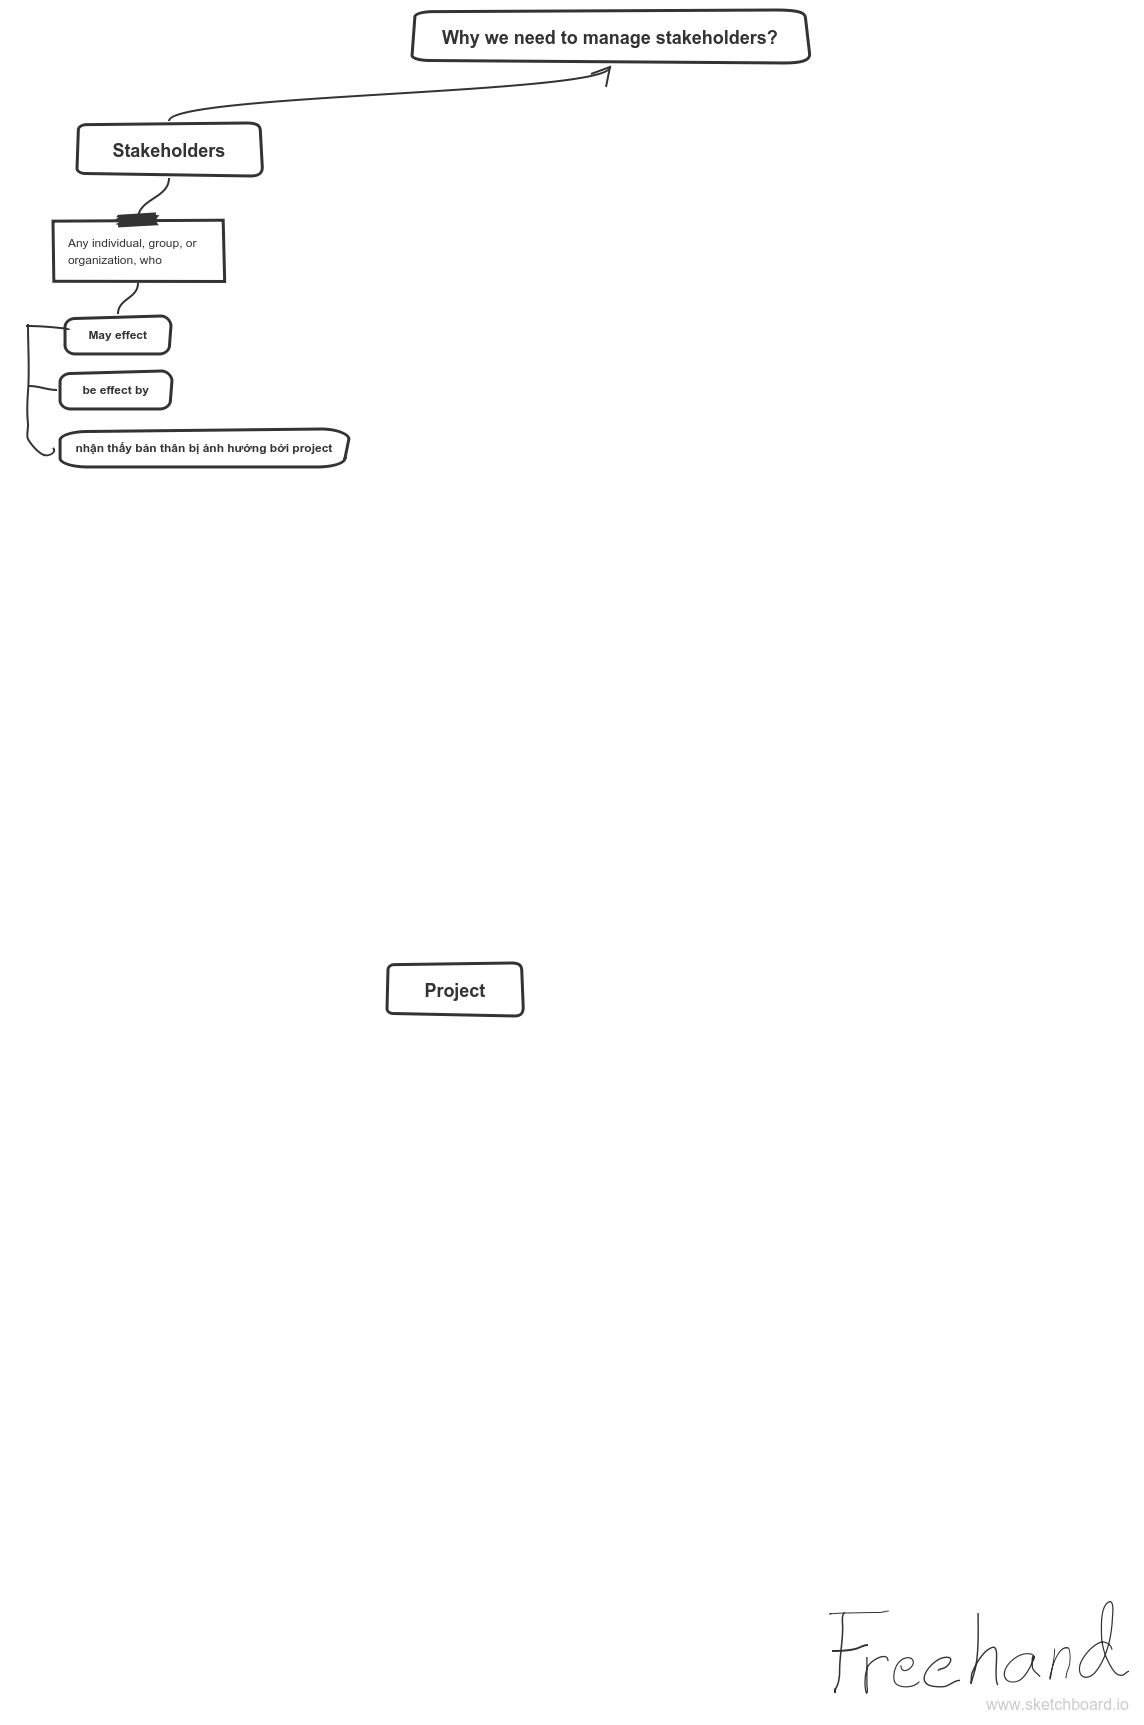 Why we need to manage stakeholders?
Stakeholders
Any individual, group, or
organization, who
May effect
be effect by
nhận thấy bản thân bị ảnh hưởng bởi project
Project
Freehand
www.sketchboard.io